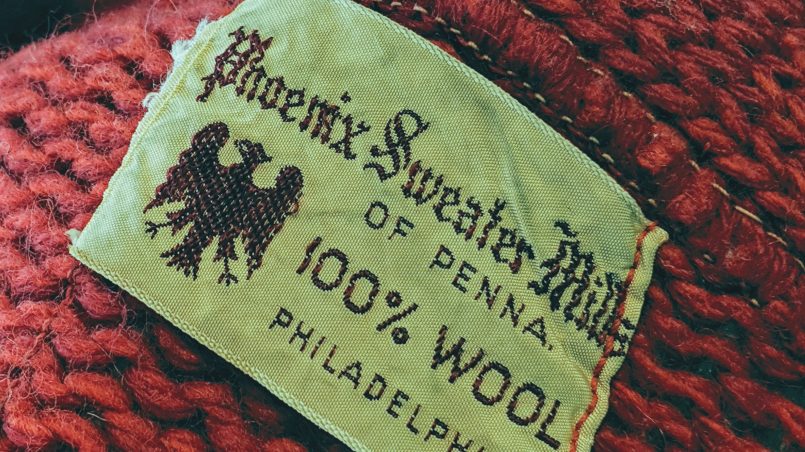 Phoenix Sweater Mills
OF PENNA.
100% WOOL
PHILADELPHI